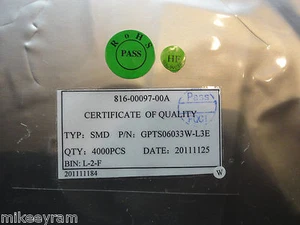 RoHS
PASS
HF
816-00097-00A
CERTIFICATE OF QUALITY
Pass
TYP: SMD P/N: GPTS06033W-L3E
QTY: 4000PCS DATE: 20111125
BIN: L-2-F
201111184
W
mikeeyram